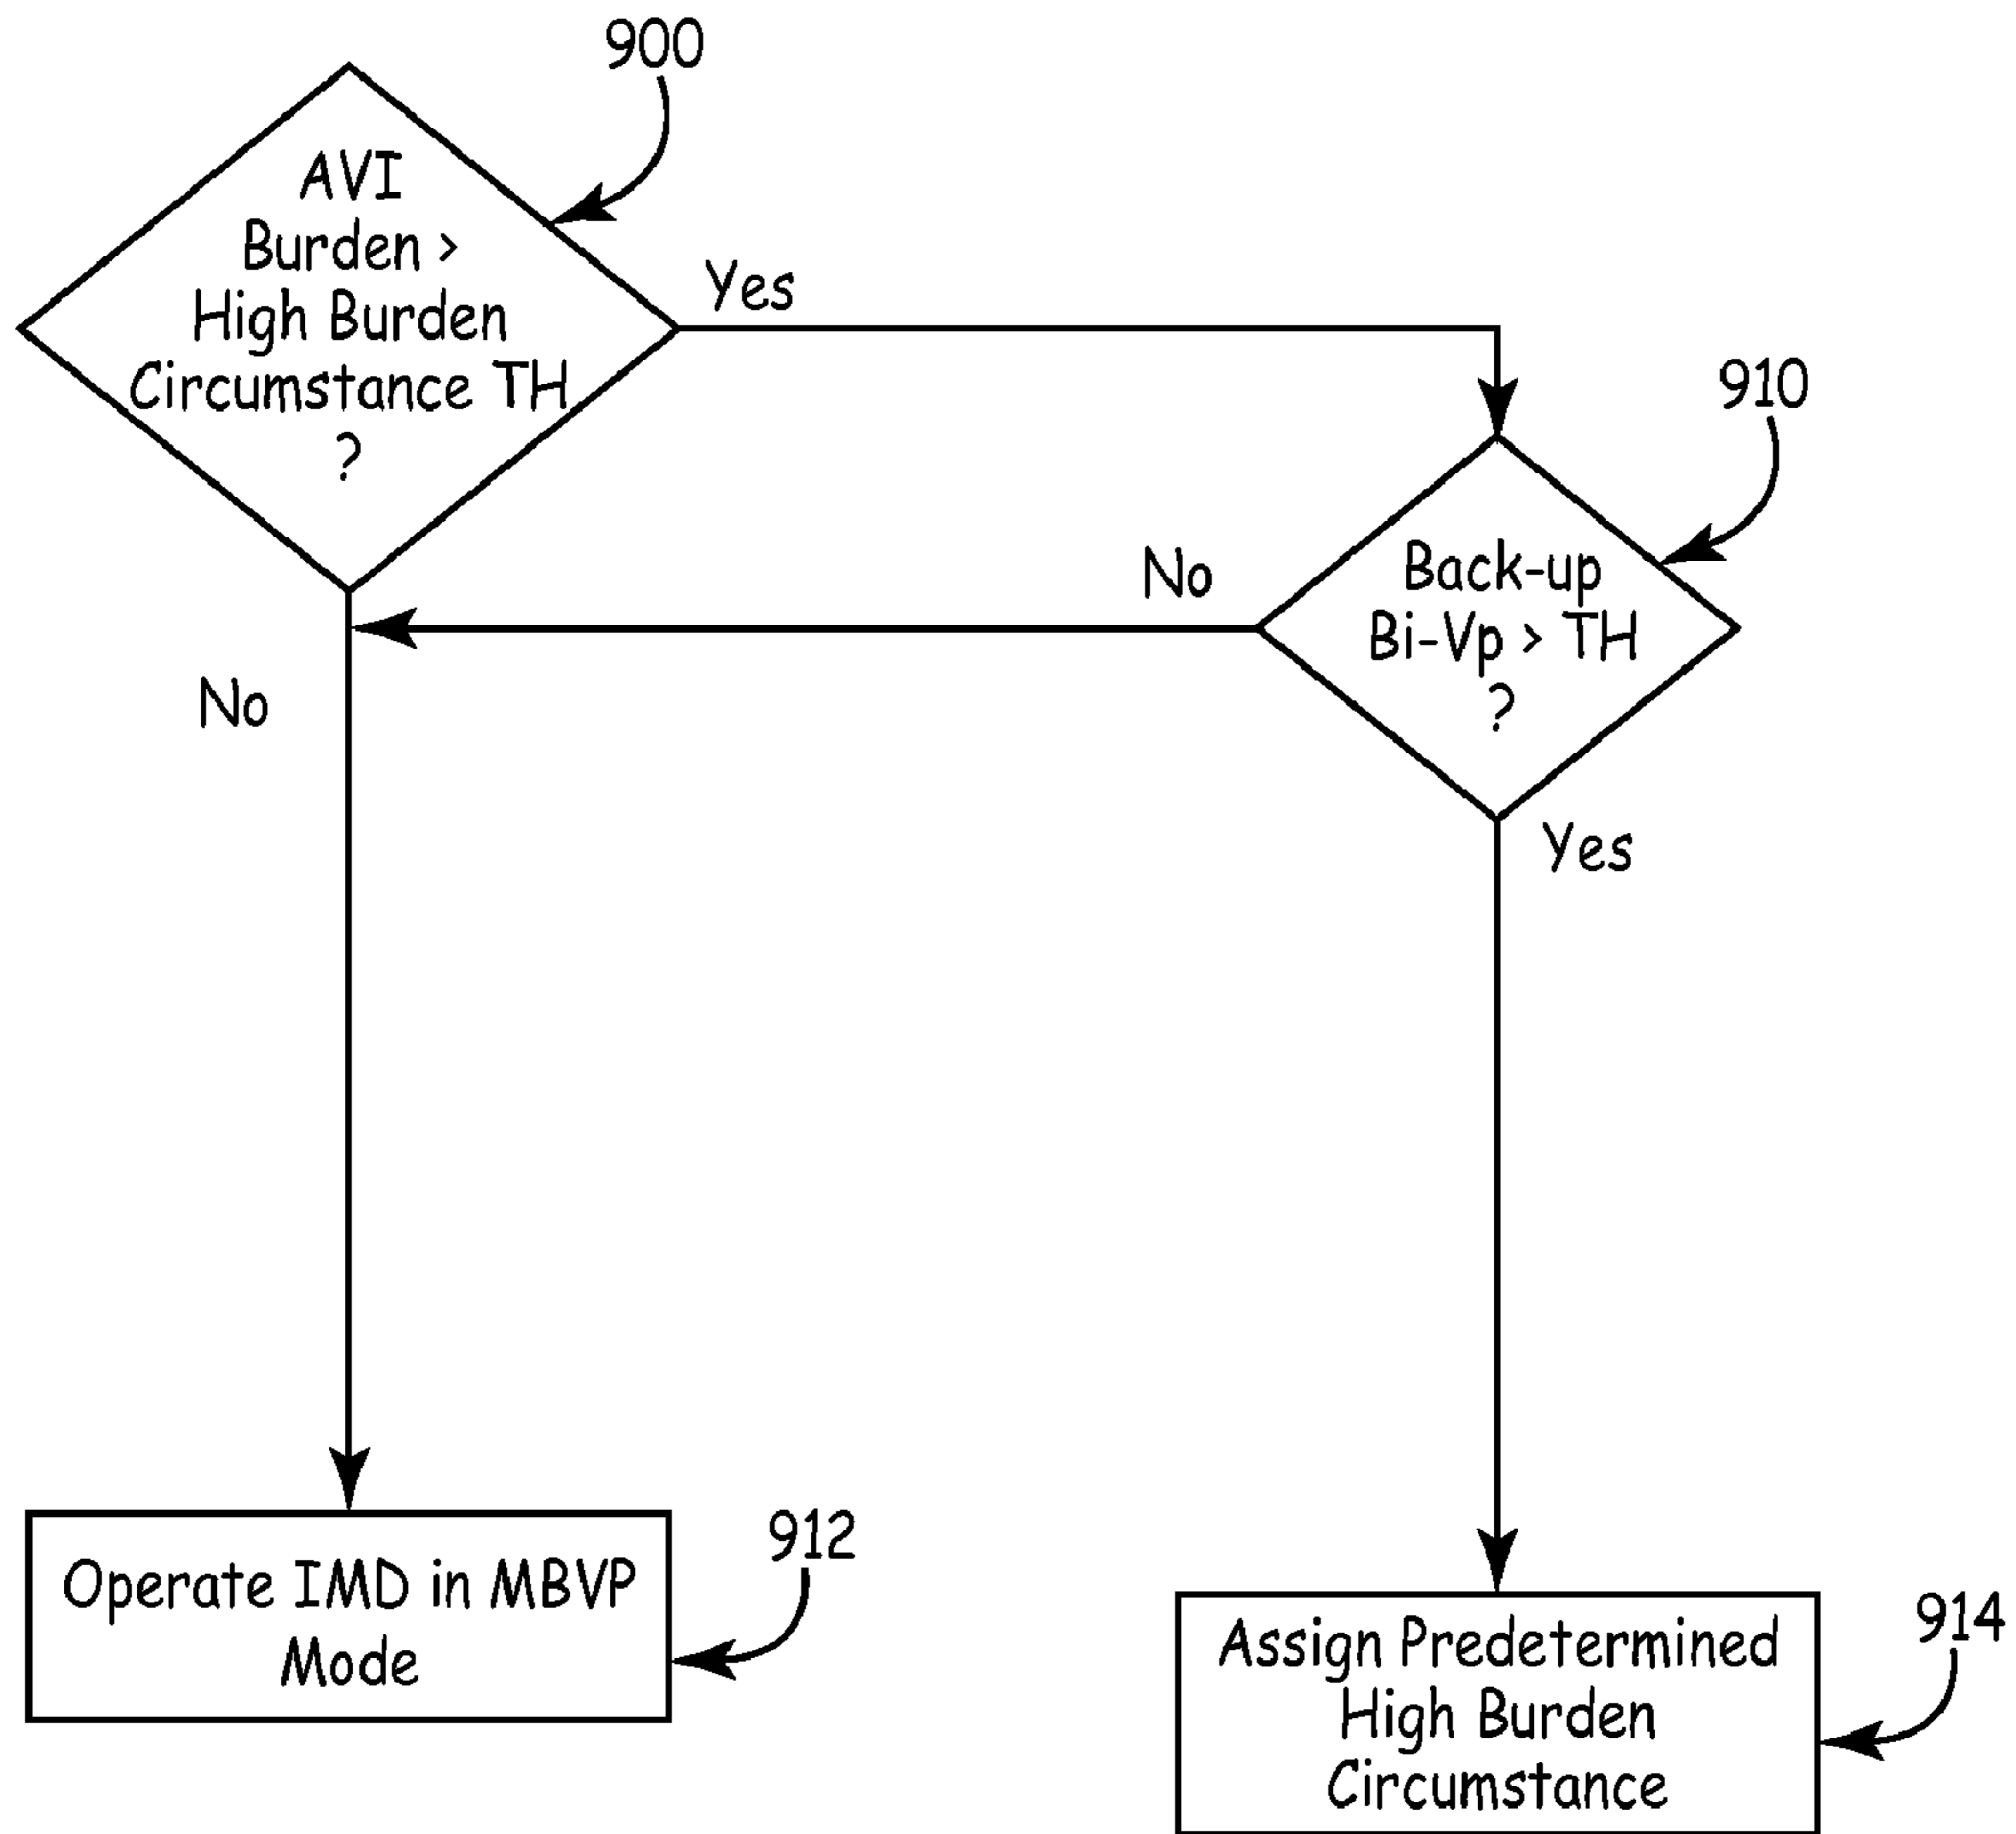 900
AVI
Burden >
High Burden
Circumstance TH
?
Yes
910
Back-up
Bi-Vp > TH
?
No
No
Yes
Operate IMD in MBVP
Mode
912
Assign Predetermined
High Burden
Circumstance
914